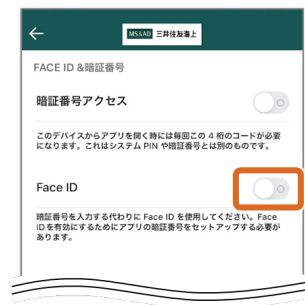 MS&AD 三井住友海上
FACE ID &暗証番号
暗証番号アクセス
このデバイスからアプリを開く時には毎回この 4 桁のコードが必要
になります。これはシステム PIN や暗証番号とは別のものです。
Face ID
暗証番号を入力する代わりに Face ID を使用してください。Face
ID を有効にするためにアプリの暗証番号をセットアップする必要が
あります。